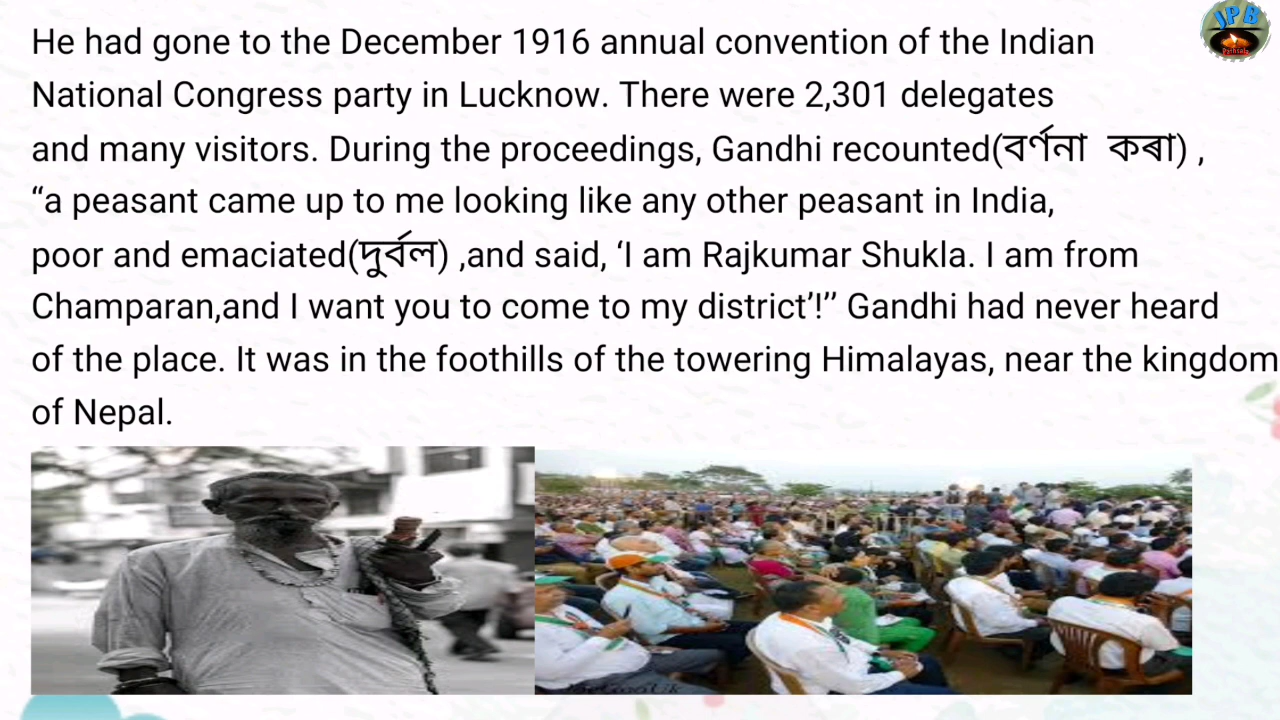 He had gone to the December 1916 annual convention of the Indian
National Congress party in Lucknow. There were 2,301 delegates
and many visitors. During the proceedings, Gandhi recounted(বৰ্ণনা কৰা) ,
“a peasant came up to me looking like any other peasant in India,
poor and emaciated(দুৰ্বল) ,and said, ‘I am Rajkumar Shukla. I am from
Champaran,and I want you to come to my district’!’’ Gandhi had never heard
of the place. It was in the foothills of the towering Himalayas, near the kingdom
of Nepal.
JPB
Pathsala